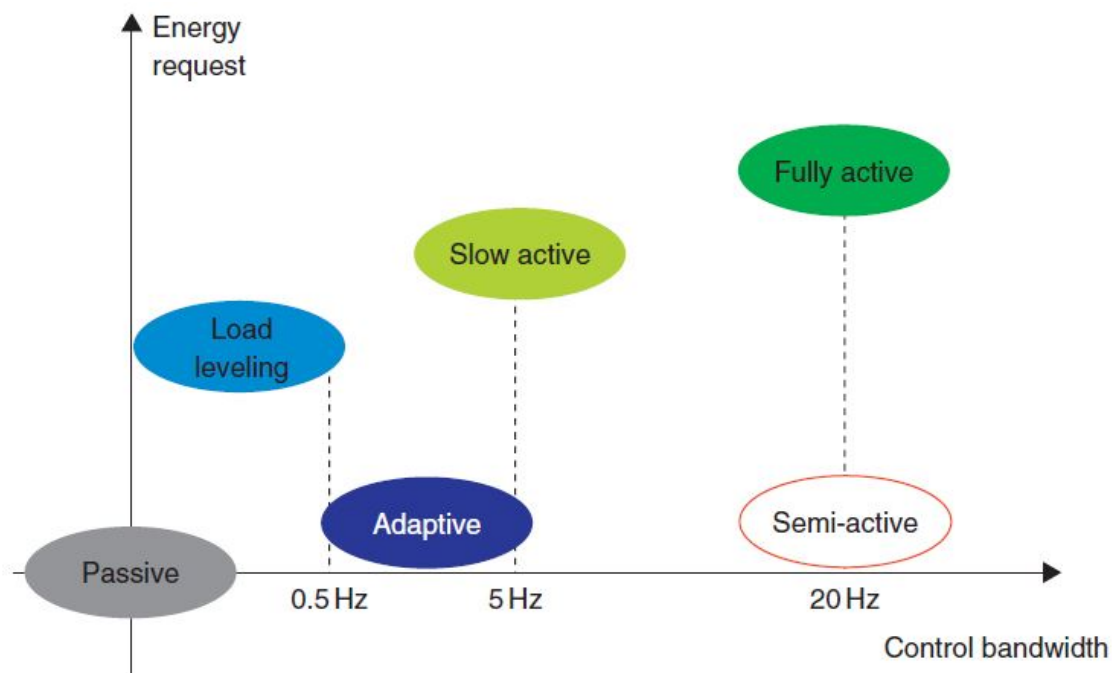 Energy
request
Fully active
Slow active
Load
leveling
Adaptive
Semi-active
Passive
0.5 Hz
5 Hz
20 Hz
Control bandwidth